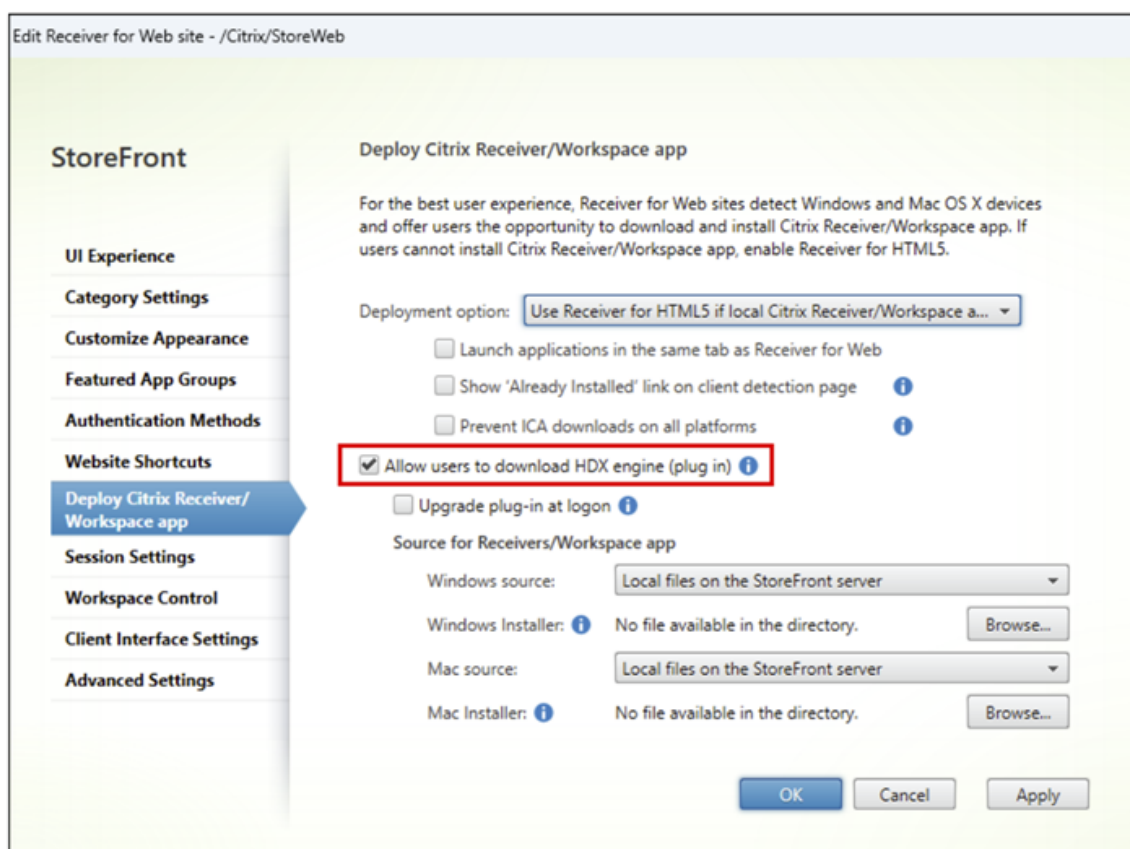 Edit Receiver for Web site - /Citrix/StoreWeb
StoreFront
UI Experience
Category Settings
Customize Appearance
Featured App Groups
Authentication Methods
Website Shortcuts
Deploy Citrix Receiver/
Workspace app
Session Settings
Workspace Control
Client Interface Settings
Advanced Settings
Deploy Citrix Receiver/Workspace app
For the best user experience, Receiver for Web sites detect Windows and Mac OS X devices
and offer users the opportunity to download and install Citrix Receiver/Workspace app. If
users cannot install Citrix Receiver/Workspace app, enable Receiver for HTML5.
Deployment option: Use Receiver for HTML5 if local Citrix Receiver/Workspace a...
Launch applications in the same tab as Receiver for Web
Show 'Already Installed' link on client detection page
Prevent ICA downloads on all platforms
Allow users to download HDX engine (plug in)
Upgrade plug-in at logon
Source for Receivers/Workspace app
Windows source: Local files on the StoreFront server
Windows Installer: No file available in the directory. Browse...
Mac source: Local files on the StoreFront server
Mac Installer: No file available in the directory. Browse...
OK Cancel Apply